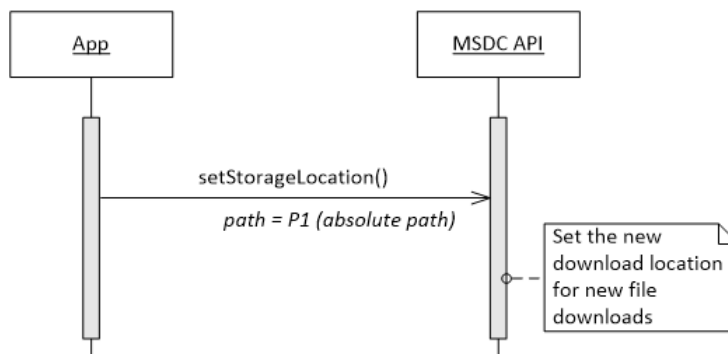 App
MSDC API
setStorageLocation()
path = P1 (absolute path)
Set the new
download location
for new file
downloads